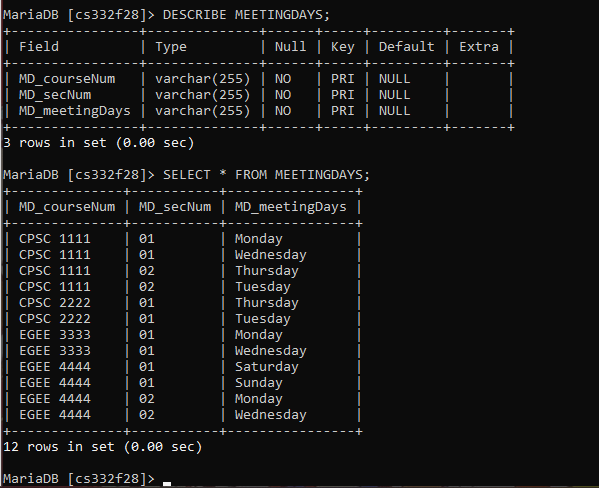 MariaDB [cs332f28]> DESCRIBE MEETINGDAYS;
+----------------+--------------+------+-----+---------+-------+
| Field          | Type         | Null | Key | Default | Extra |
+----------------+--------------+------+-----+---------+-------+
| MD_courseNum   | varchar(255) | NO   | PRI | NULL    |       |
| MD_secNum      | varchar(255) | NO   | PRI | NULL    |       |
| MD_meetingDays | varchar(255) | NO   | PRI | NULL    |       |
+----------------+--------------+------+-----+---------+-------+
3 rows in set (0.00 sec)
MariaDB [cs332f28]> SELECT * FROM MEETINGDAYS;
+--------------+-----------+----------------+
| MD_courseNum | MD_secNum | MD_meetingDays |
+--------------+-----------+----------------+
| CPSC 1111    | 01        | Monday         |
| CPSC 1111    | 01        | Wednesday      |
| CPSC 1111    | 02        | Thursday       |
| CPSC 1111    | 02        | Tuesday        |
| CPSC 2222    | 01        | Thursday       |
| CPSC 2222    | 01        | Tuesday        |
| EGEE 3333    | 01        | Monday         |
| EGEE 3333    | 01        | Wednesday      |
| EGEE 4444    | 01        | Saturday       |
| EGEE 4444    | 01        | Sunday         |
| EGEE 4444    | 02        | Monday         |
| EGEE 4444    | 02        | Wednesday      |
+--------------+-----------+----------------+
12 rows in set (0.00 sec)
MariaDB [cs332f28]> _